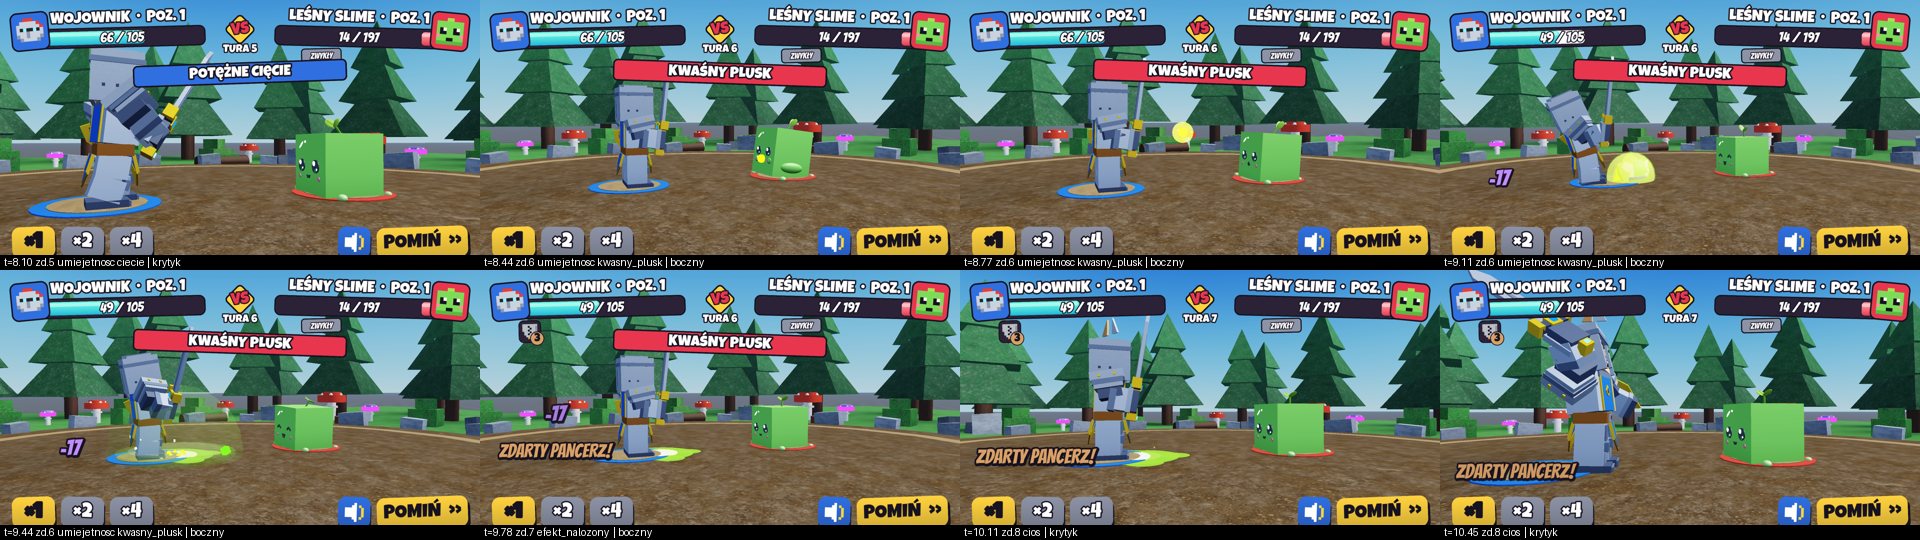 WOJOWNIK • POZ. 1
66 / 105
VS
TURA 5
LEŚNY SLIME • POZ. 1
14 / 197
ZWYKŁY
POTĘŻNE CIĘCIE
×1
×2
×4
POMIŃ »
t=8.10 zd.5 umiejetnosc ciecie | krytyk
WOJOWNIK • POZ. 1
66 / 105
VS
TURA 6
LEŚNY SLIME • POZ. 1
14 / 197
ZWYKŁY
KWAŚNY PLUSK
×1
×2
×4
POMIŃ »
t=8.44 zd.6 umiejetnosc kwasny_plusk | boczny
WOJOWNIK • POZ. 1
66 / 105
VS
TURA 6
LEŚNY SLIME • POZ. 1
14 / 197
ZWYKŁY
KWAŚNY PLUSK
×1
×2
×4
POMIŃ »
t=8.77 zd.6 umiejetnosc kwasny_plusk | boczny
WOJOWNIK • POZ. 1
49 / 105
VS
TURA 6
LEŚNY SLIME • POZ. 1
14 / 197
ZWYKŁY
KWAŚNY PLUSK
-17
×1
×2
×4
POMIŃ »
t=9.11 zd.6 umiejetnosc kwasny_plusk | boczny
WOJOWNIK • POZ. 1
49 / 105
VS
TURA 6
LEŚNY SLIME • POZ. 1
14 / 197
ZWYKŁY
KWAŚNY PLUSK
-17
×1
×2
×4
POMIŃ »
t=9.44 zd.6 umiejetnosc kwasny_plusk | boczny
WOJOWNIK • POZ. 1
49 / 105
VS
TURA 6
LEŚNY SLIME • POZ. 1
14 / 197
ZWYKŁY
3
KWAŚNY PLUSK
-17
ZDARTY PANCERZ!
×1
×2
×4
POMIŃ »
t=9.78 zd.7 efekt_nalozony | boczny
WOJOWNIK • POZ. 1
49 / 105
VS
TURA 7
LEŚNY SLIME • POZ. 1
14 / 197
ZWYKŁY
3
ZDARTY PANCERZ!
×1
×2
×4
POMIŃ »
t=10.11 zd.8 cios | krytyk
WOJOWNIK • POZ. 1
49 / 105
VS
TURA 7
LEŚNY SLIME • POZ. 1
14 / 197
ZWYKŁY
3
ZDARTY PANCERZ!
×1
×2
×4
POMIŃ »
t=10.45 zd.8 cios | krytyk